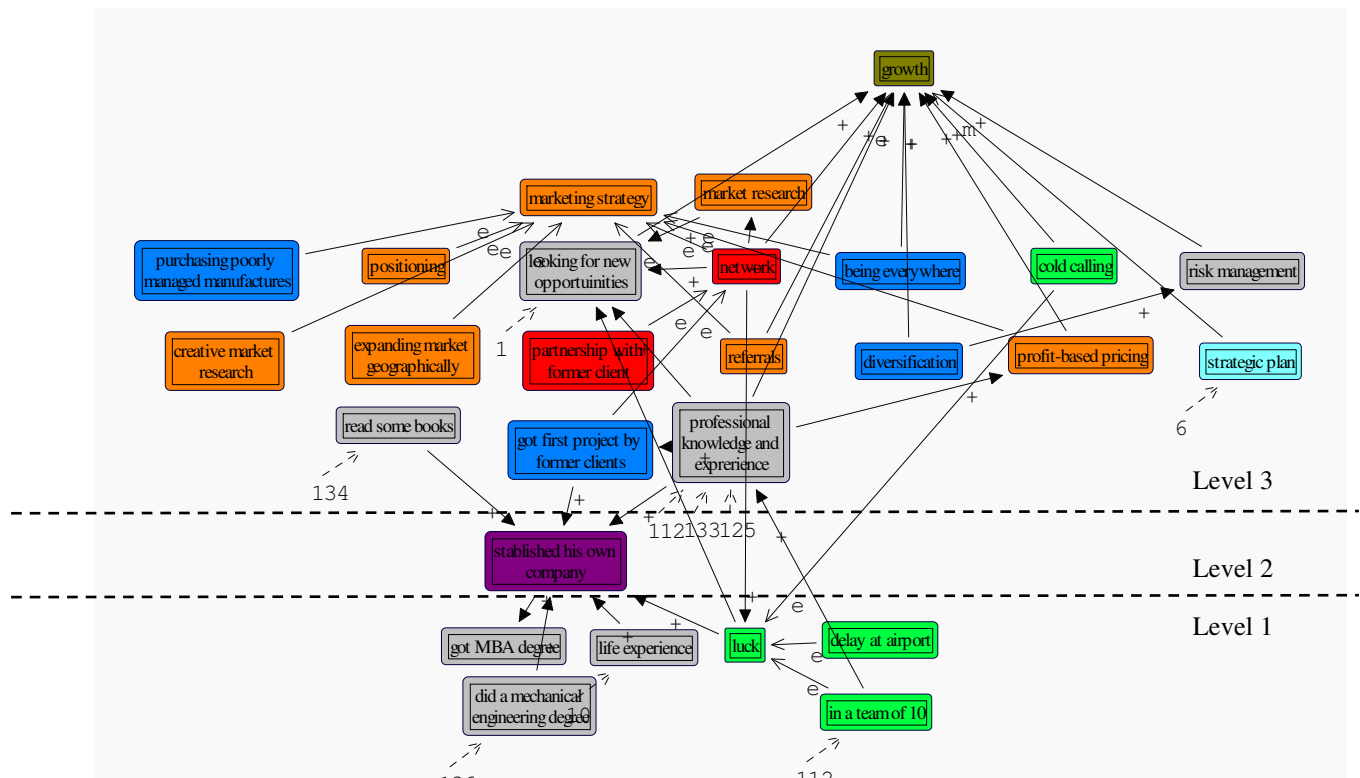 growth
marketing strategy
market research
purchasing poorly
managed manufactures
positioning
looking for new
opportuinities
network
being everywhere
cold calling
risk management
creative market
research
expanding market
geographically
1
partnership with
former client
referrals
diversification
profit-based pricing
strategic plan
6
read some books
got first project by
former clients
professional
knowledge and
exprerience
134
112
133
125
Level 3
stablished his own
company
Level 2
Level 1
got MBA degree
life experience
luck
delay at airport
did a mechanical
engineering degree
10
in a team of 10
+
+
e
+
+
+
+
m
+
e
e
e
e
e
e
e
+
+
+
+
+
+
+
+
e
e
e